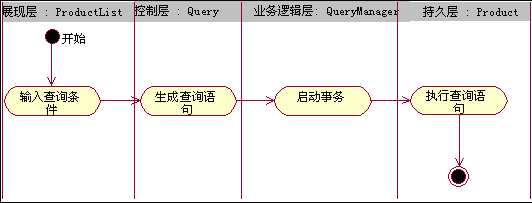 展现层 : ProductList
控制层 : Query
业务逻辑层: QueryManager
持久层 : Product
开始
输入查询条
件
生成查询语
句
启动事务
执行查询语
句